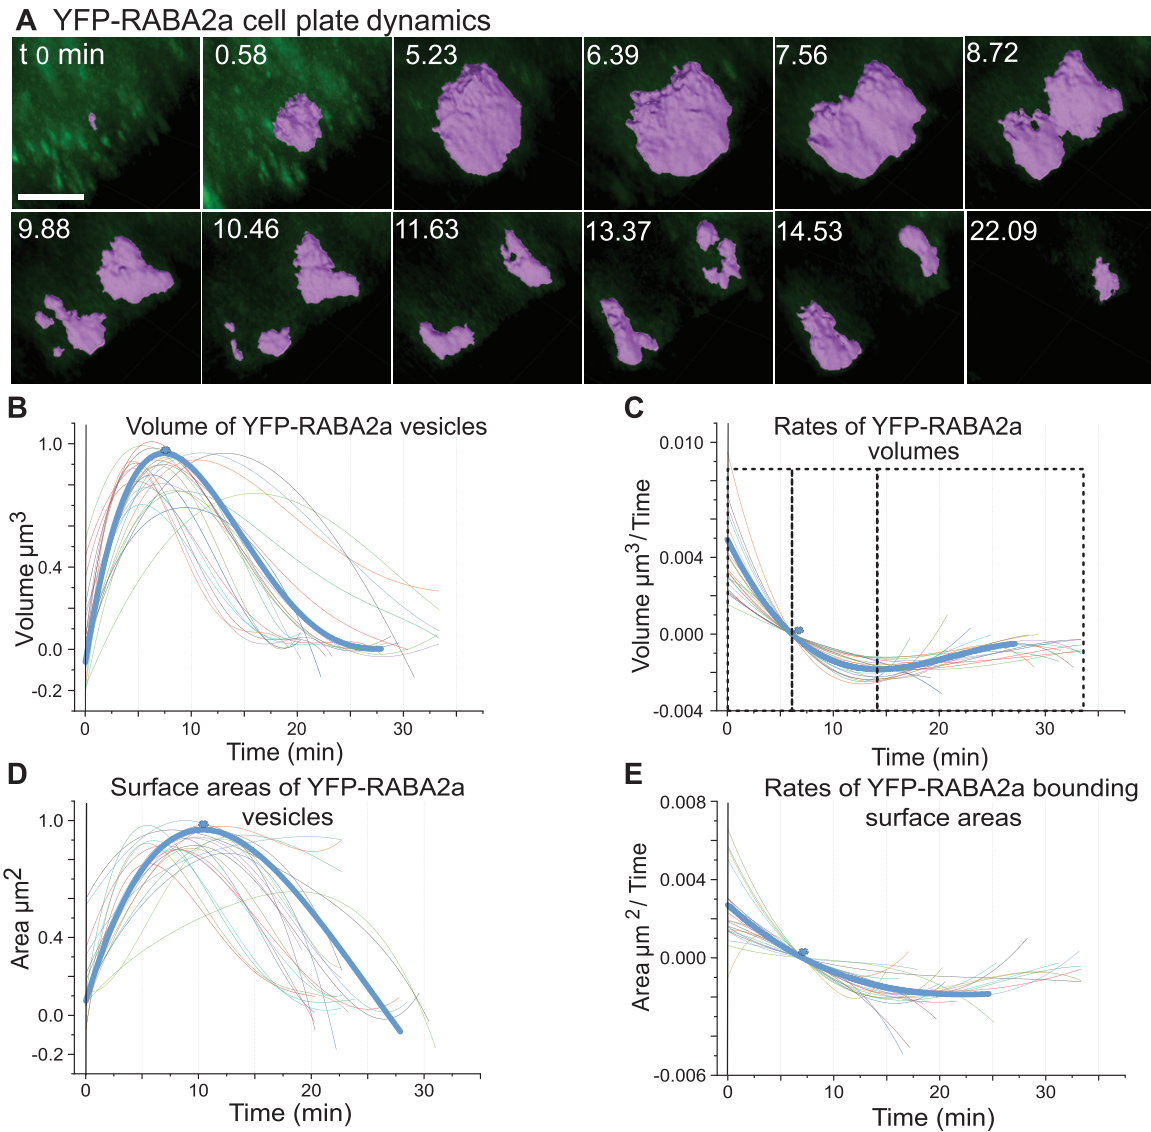 A YFP-RABA2a cell plate dynamics
t 0 min 0.58 5.23 6.39 7.56 8.72
9.88 10.46 11.63 13.37 14.53 22.09
B
Volume of YFP-RABA2a vesicles
1.0
0.4
0.0
-0.2
Volume µm³
0 10 20 30
Time (min)
C
Rates of YFP-RABA2a
volumes
0.010
0.004
0.000
-0.004
Volume µm³/Time
0 10 20 30
Time (min)
D
Surface areas of YFP-RABA2a
vesicles
1.0
0.4
0.0
-0.2
Area µm²
0 10 20 30
Time (min)
E
Rates of YFP-RABA2a bounding
surface areas
0.008
0.004
0.000
-0.006
Area µm ² / Time
0 10 20 30
Time (min)